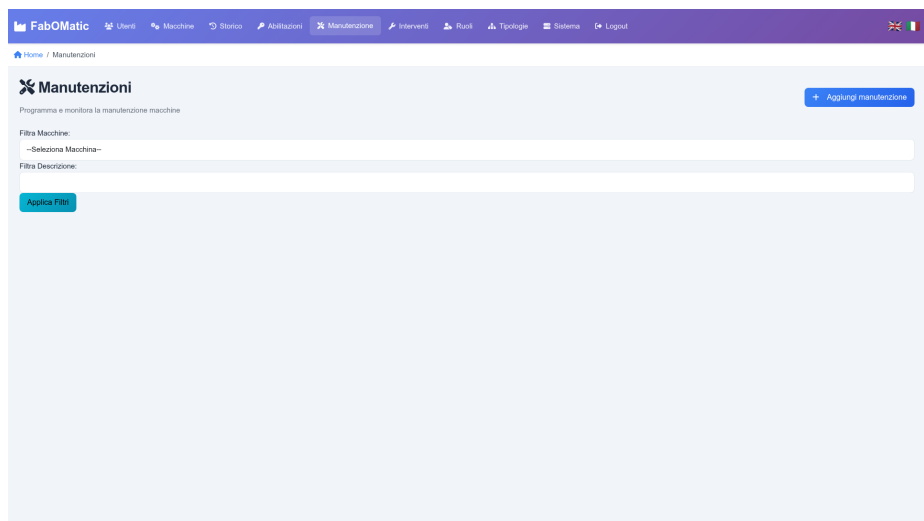 FabOMatic Utenti Macchine Storico Abilitazioni Manutenzione Interventi Ruoli Tipologie Sistema Logout
Home / Manutenzioni
Manutenzioni
+ Aggiungi manutenzione
Programma e monitora la manutenzione macchine
Filtra Macchine:
--Seleziona Macchina--
Filtra Descrizione:
Applica Filtri